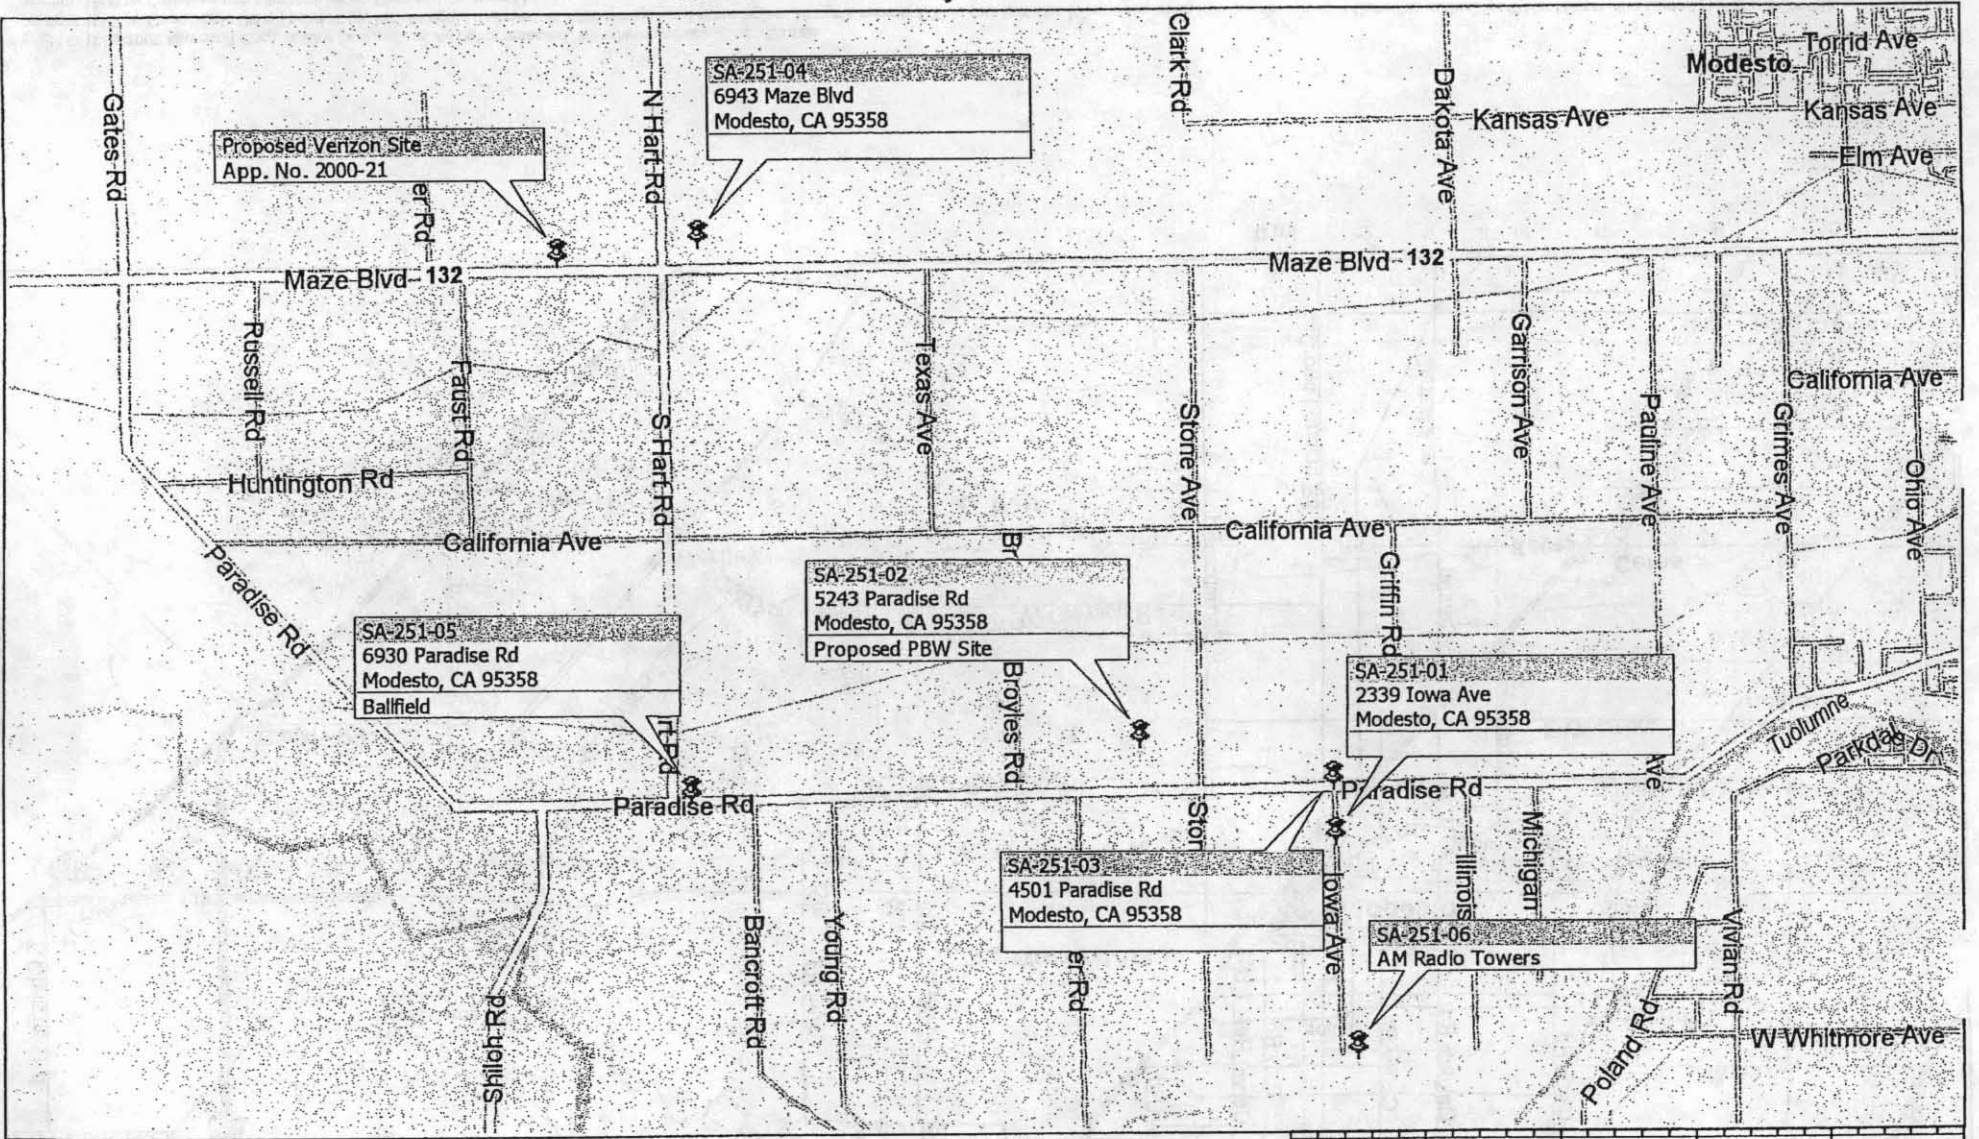 Clark Rd
Torrid Ave
Modesto
SA-251-04
6943 Maze Blvd
Modesto, CA 95358
Gates Rd
N Hart Rd
Dakota Ave
Kansas Ave
Kansas Ave
Proposed Verizon Site
App. No. 2000-21
er Rd
Elm Ave
Maze Blvd 132
Maze Blvd 132
Russell Rd
Faust Rd
S Hart Rd
Texas Ave
Stone Ave
Garrison Ave
Pauline Ave
Grimes Ave
California Ave
Ohio Ave
Huntington Rd
California Ave
California Ave
Br
Griffin Rd
Paradise Rd
SA-251-02
5243 Paradise Rd
Modesto, CA 95358
Proposed PBW Site
SA-251-05
6930 Paradise Rd
Modesto, CA 95358
Ballfield
rt Rd
Broyles Rd
SA-251-01
2339 Iowa Ave
Modesto, CA 95358
Ave
Tuolumne
Parkdale Dr
Paradise Rd
Paradise Rd
Stor
Michigan
Illinois
SA-251-03
4501 Paradise Rd
Modesto, CA 95358
Iowa Ave
SA-251-06
AM Radio Towers
Bancroft Rd
Young Rd
er Rd
Vivian Rd
Shiloh Rd
Poland Rd
W Whitmore Ave